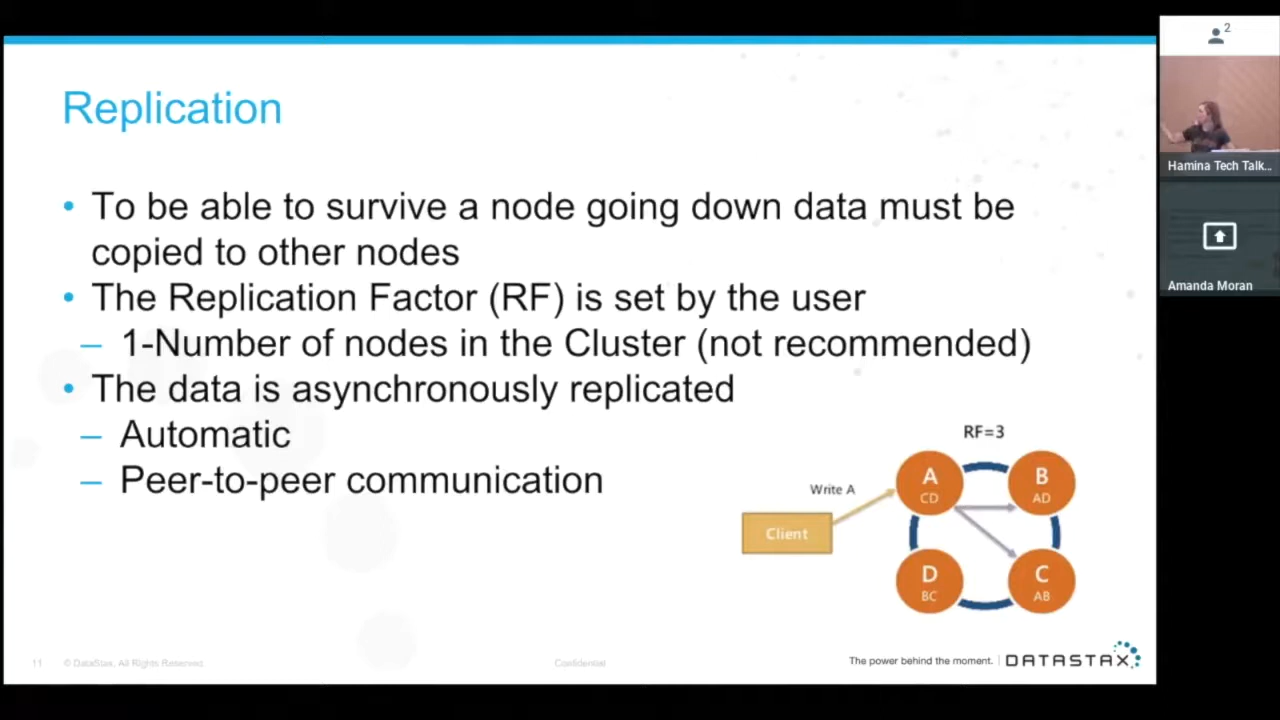 Replication
• To be able to survive a node going down data must be
copied to other nodes
• The Replication Factor (RF) is set by the user
– 1-Number of nodes in the Cluster (not recommended)
• The data is asynchronously replicated
– Automatic
– Peer-to-peer communication
RF=3
Write A
Client
A
CD
B
AD
D
BC
C
AB
11
© DataStax, All Rights Reserved
Confidential
The power behind the moment.
DATASTAX
2
Hamina Tech Talk...
Amanda Moran